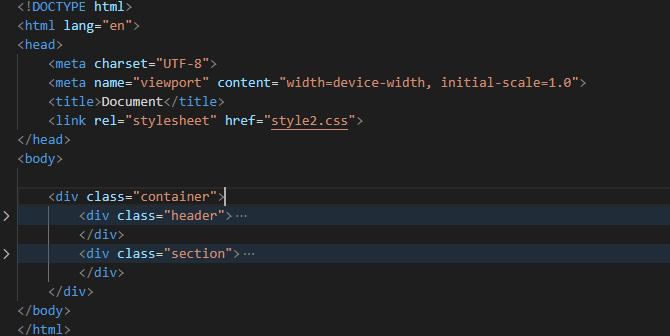 <!DOCTYPE html>
<html lang="en">
<head>
    <meta charset="UTF-8">
    <meta name="viewport" content="width=device-width, initial-scale=1.0">
    <title>Document</title>
    <link rel="stylesheet" href="style2.css">
</head>
<body>

    <div class="container">
        <div class="header">···
        </div>
        <div class="section">···
        </div>
    </div>
</body>
</html>